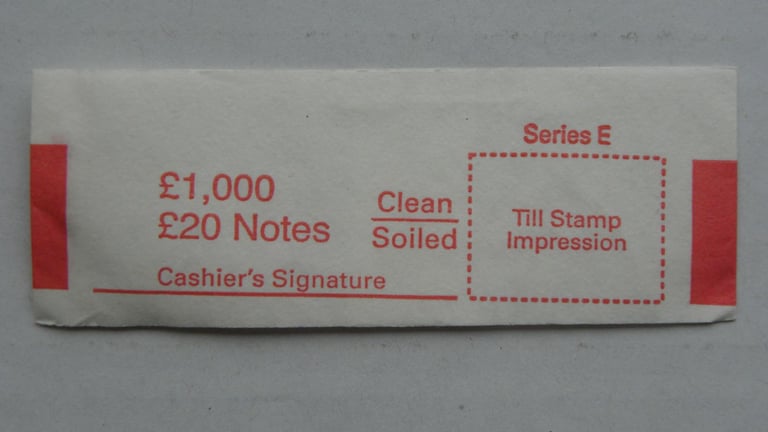 Series E
£1,000
£20 Notes
Clean
Soiled
Till Stamp
Impression
Cashier's Signature